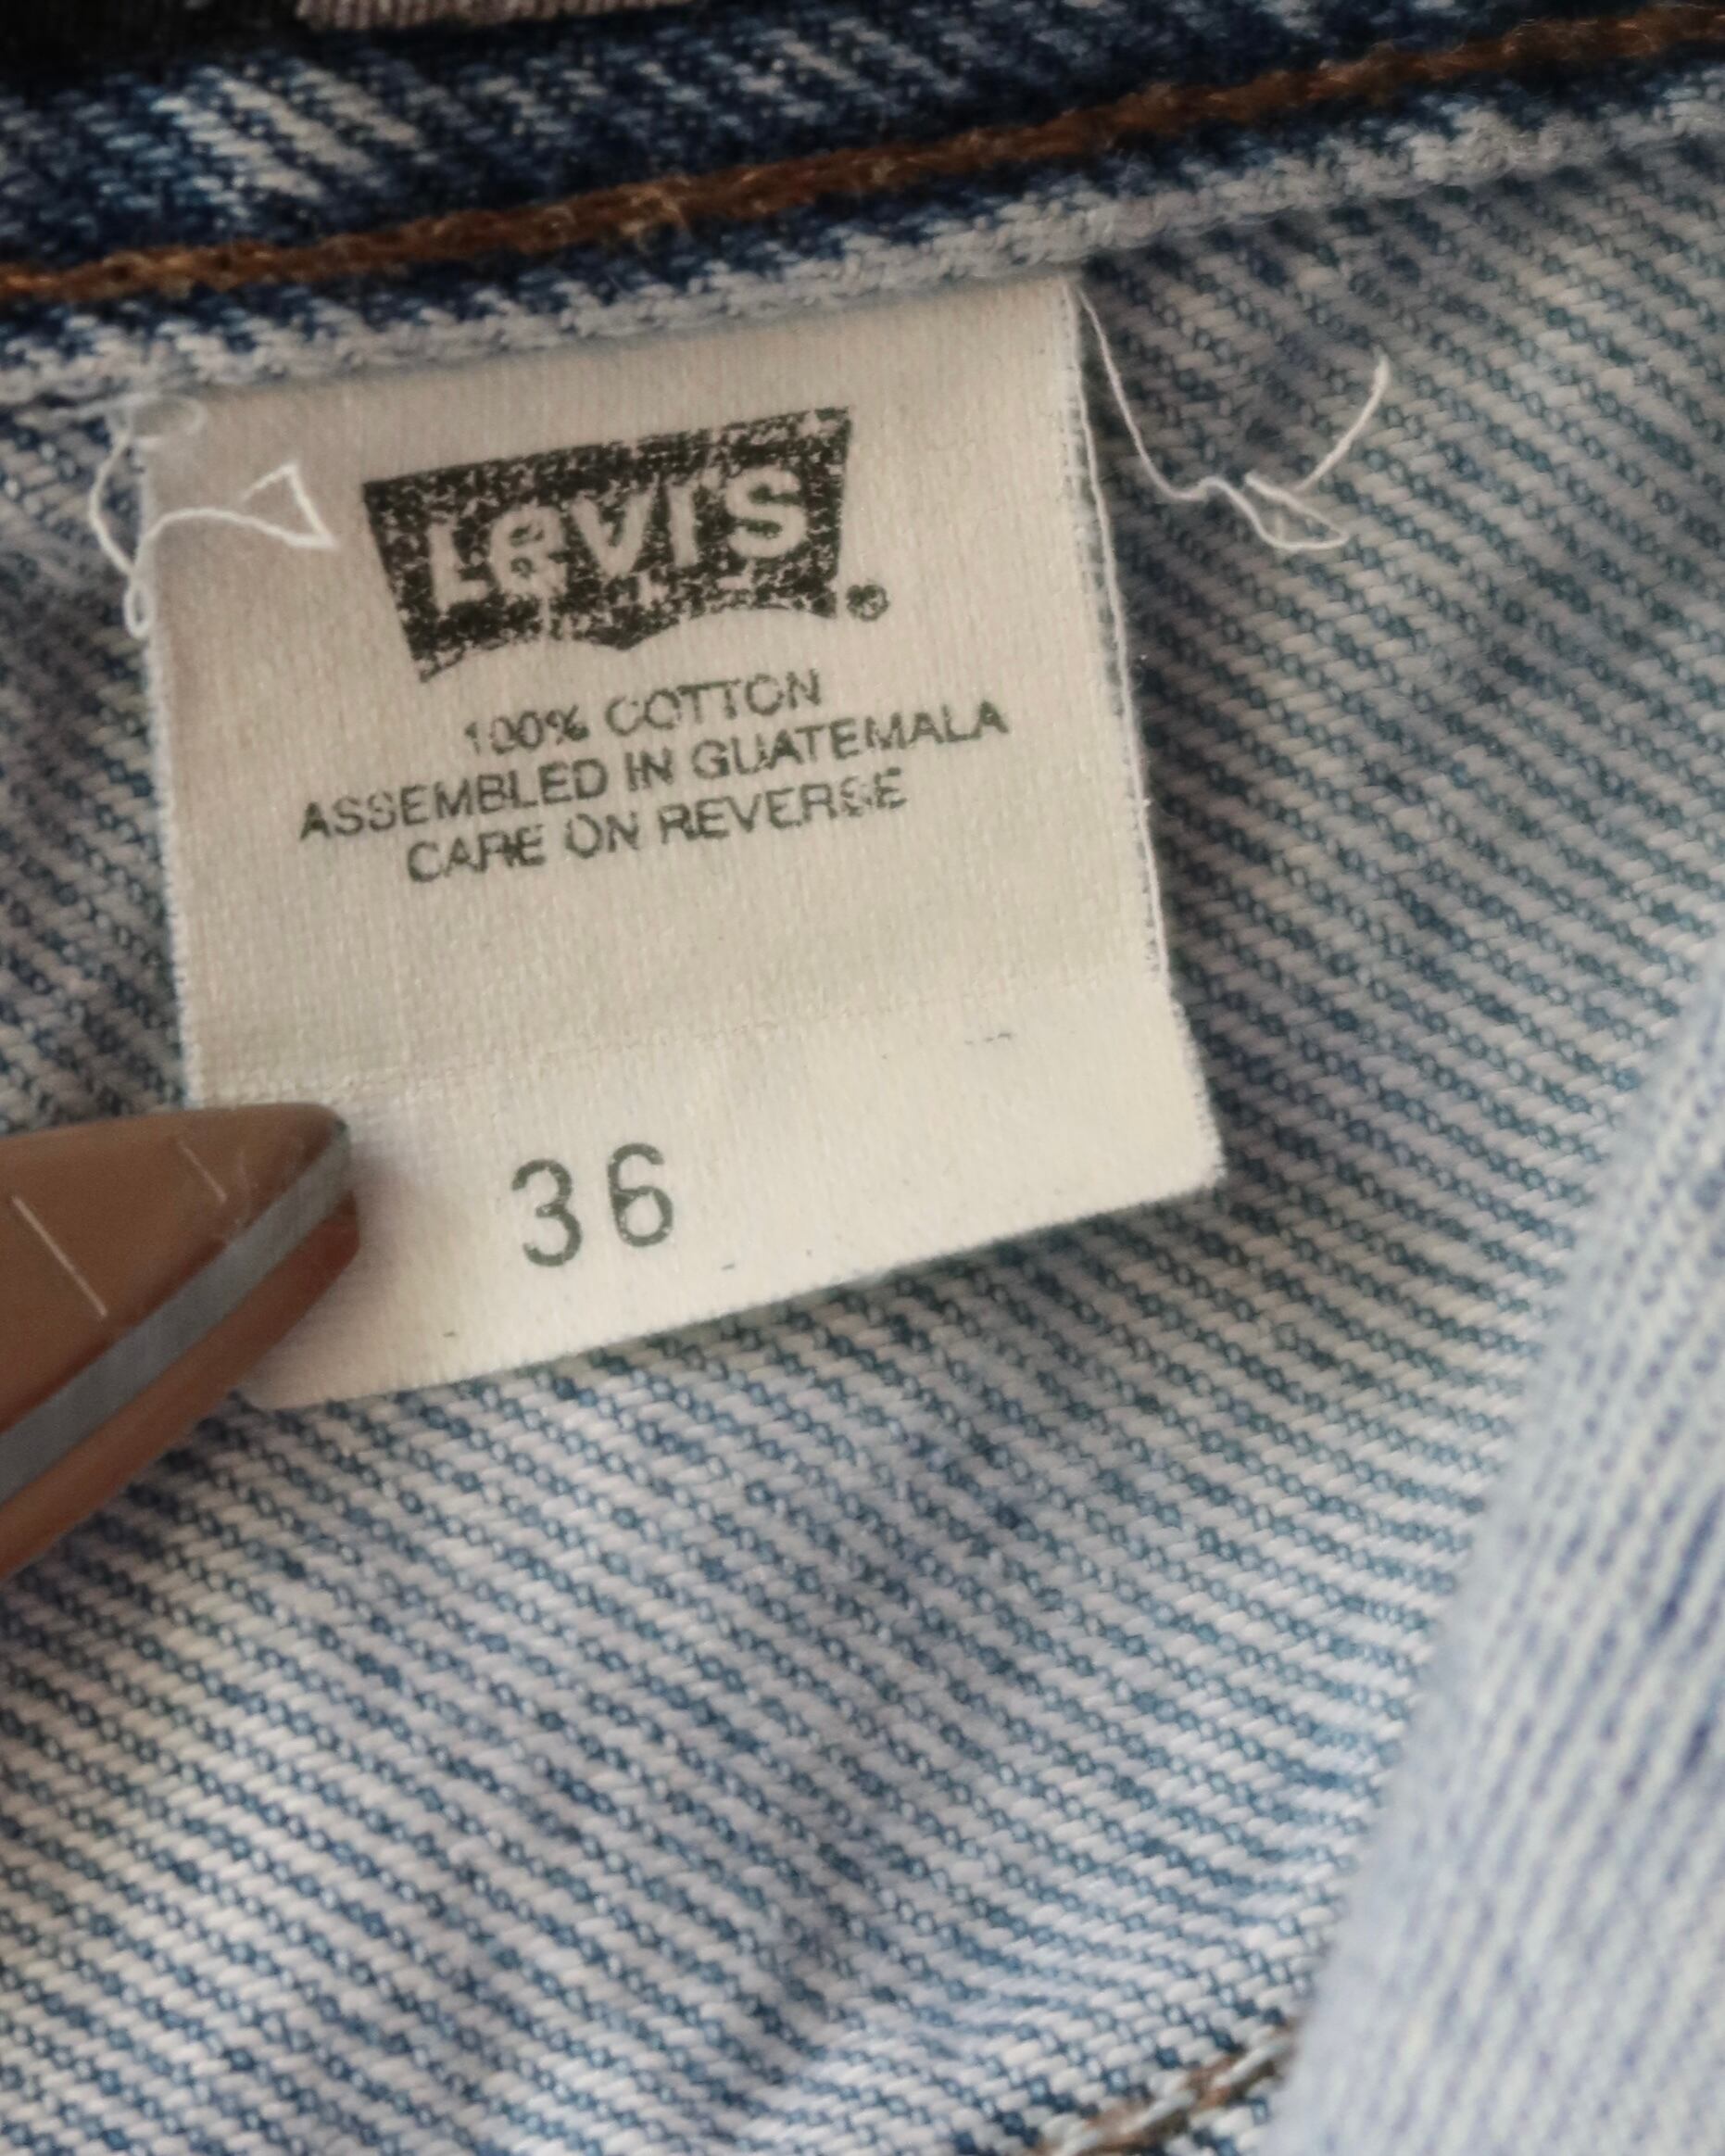 Levi's ®
100% COTTON
ASSEMBLED IN GUATEMALA
CARE ON REVERSE
36